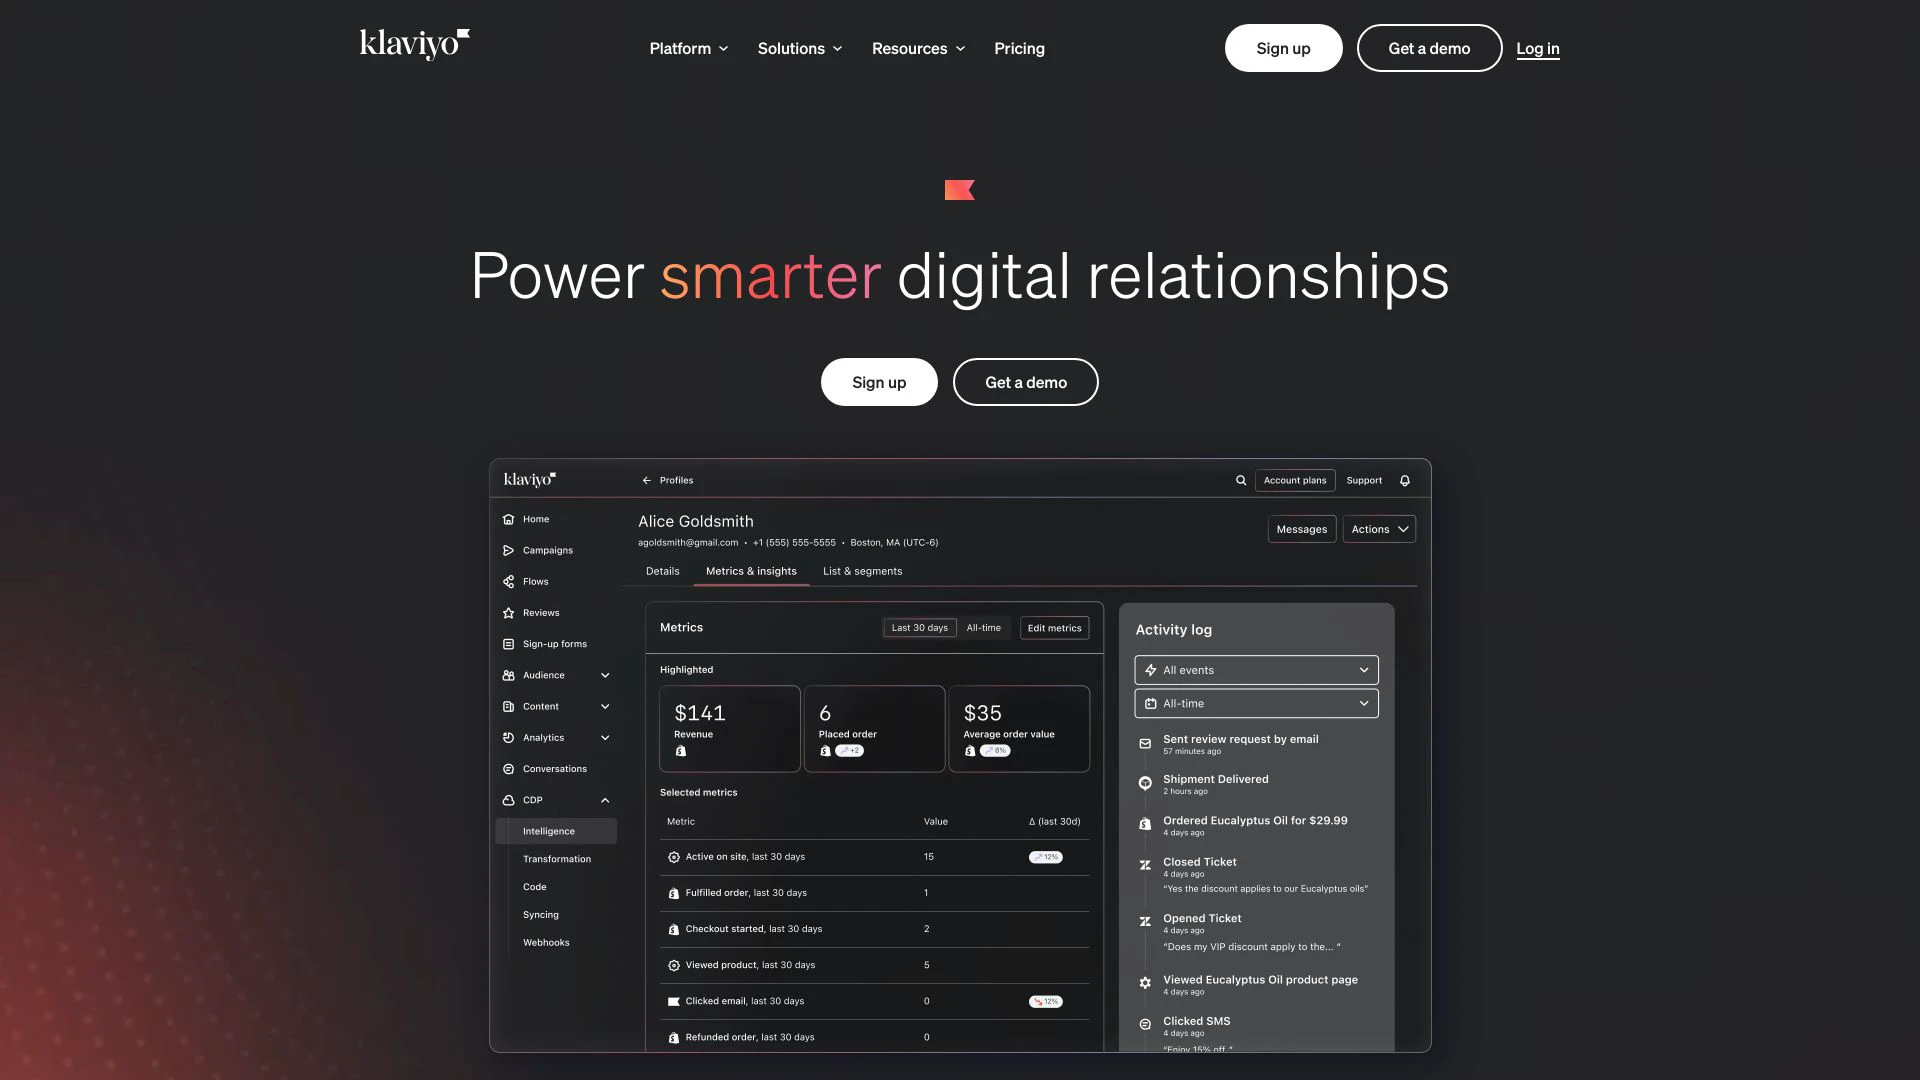 klaviyo
Platform
Solutions
Resources
Pricing
Sign up
Get a demo
Log in
Power smarter digital relationships
Sign up
Get a demo
klaviyo
Profiles
Account plans
Support
Home
Campaigns
Flows
Reviews
Sign-up forms
Audience
Content
Analytics
Conversations
CDP
Intelligence
Transformation
Code
Syncing
Webhooks
Alice Goldsmith
agoldsmith@gmail.com • +1 (555) 555-5555 • Boston, MA (UTC-6)
Messages
Actions
Details
Metrics & insights
List & segments
Metrics
Last 30 days
All-time
Edit metrics
Highlighted
$141
Revenue
6
Placed order
+2
$35
Average order value
8%
Selected metrics
Metric Value Δ (last 30d)
Active on site, last 30 days 15 12%
Fulfilled order, last 30 days 1
Checkout started, last 30 days 2
Viewed product, last 30 days 5
Clicked email, last 30 days 0 12%
Refunded order, last 30 days 0
Activity log
All events
All-time
Sent review request by email
57 minutes ago
Shipment Delivered
2 hours ago
Ordered Eucalyptus Oil for $29.99
4 days ago
Closed Ticket
4 days ago
“Yes the discount applies to our Eucalyptus oils”
Opened Ticket
4 days ago
“Does my VIP discount apply to the... “
Viewed Eucalyptus Oil product page
4 days ago
Clicked SMS
4 days ago
“Enjoy 15% off.”